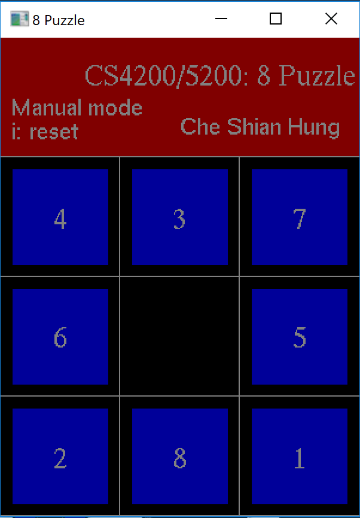 8 Puzzle
CS4200/5200: 8 Puzzle
Manual mode
i: reset
Che Shian Hung
4 3 7
6 5
2 8 1